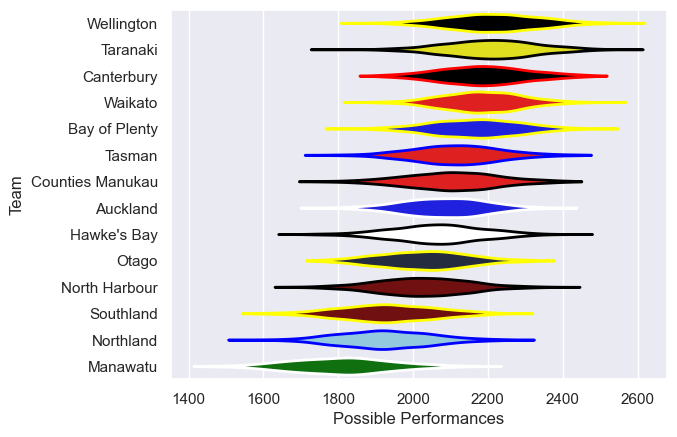 Wellington
Taranaki
Canterbury
Waikato
Bay of Plenty
Tasman
Counties Manukau
Auckland
Hawke's Bay
Otago
North Harbour
Southland
Northland
Manawatu
Team
1400 1600 1800 2000 2200 2400 2600
Possible Performances